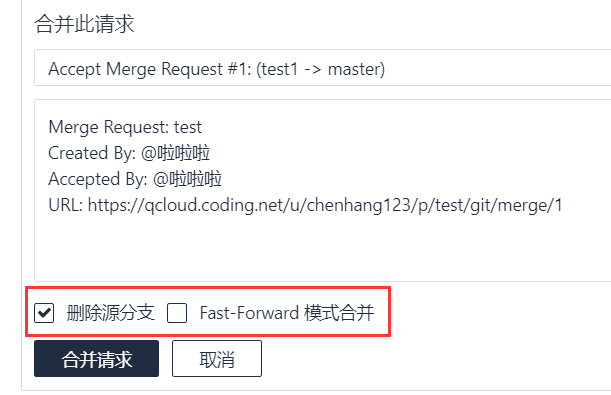 合并此请求
Accept Merge Request #1: (test1 -> master)
Merge Request: test
Created By: @啦啦啦
Accepted By: @啦啦啦
URL: https://qcloud.coding.net/u/chenhang123/p/test/git/merge/1
删除源分支 Fast-Forward 模式合并
合并请求 取消